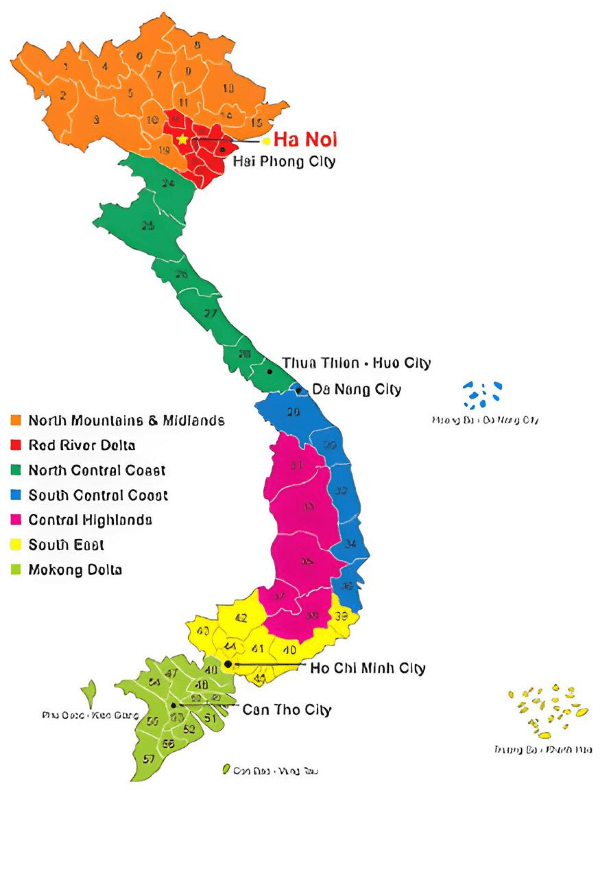 8
1
4
6
7
9
2
5
13
3
10
11
15
Ha Noi
Hai Phong City
19
24
25
26
27
28
Thua Thien - Hue City
Da Nang City
29
Hoang Sa - Da Nang City
North Mountains & Midlands
Red River Delta
North Central Coast
South Central Coast
Central Highlands
South East
Mekong Delta
31
32
33
34
35
36
37
38
39
42
43
44
41
40
Ho Chi Minh City
47
48
54
Can Tho City
Phu Quoc - Kien Giang
55
53
51
52
56
57
Con Dao - Vung Tau
Truong Sa - Khanh Hoa